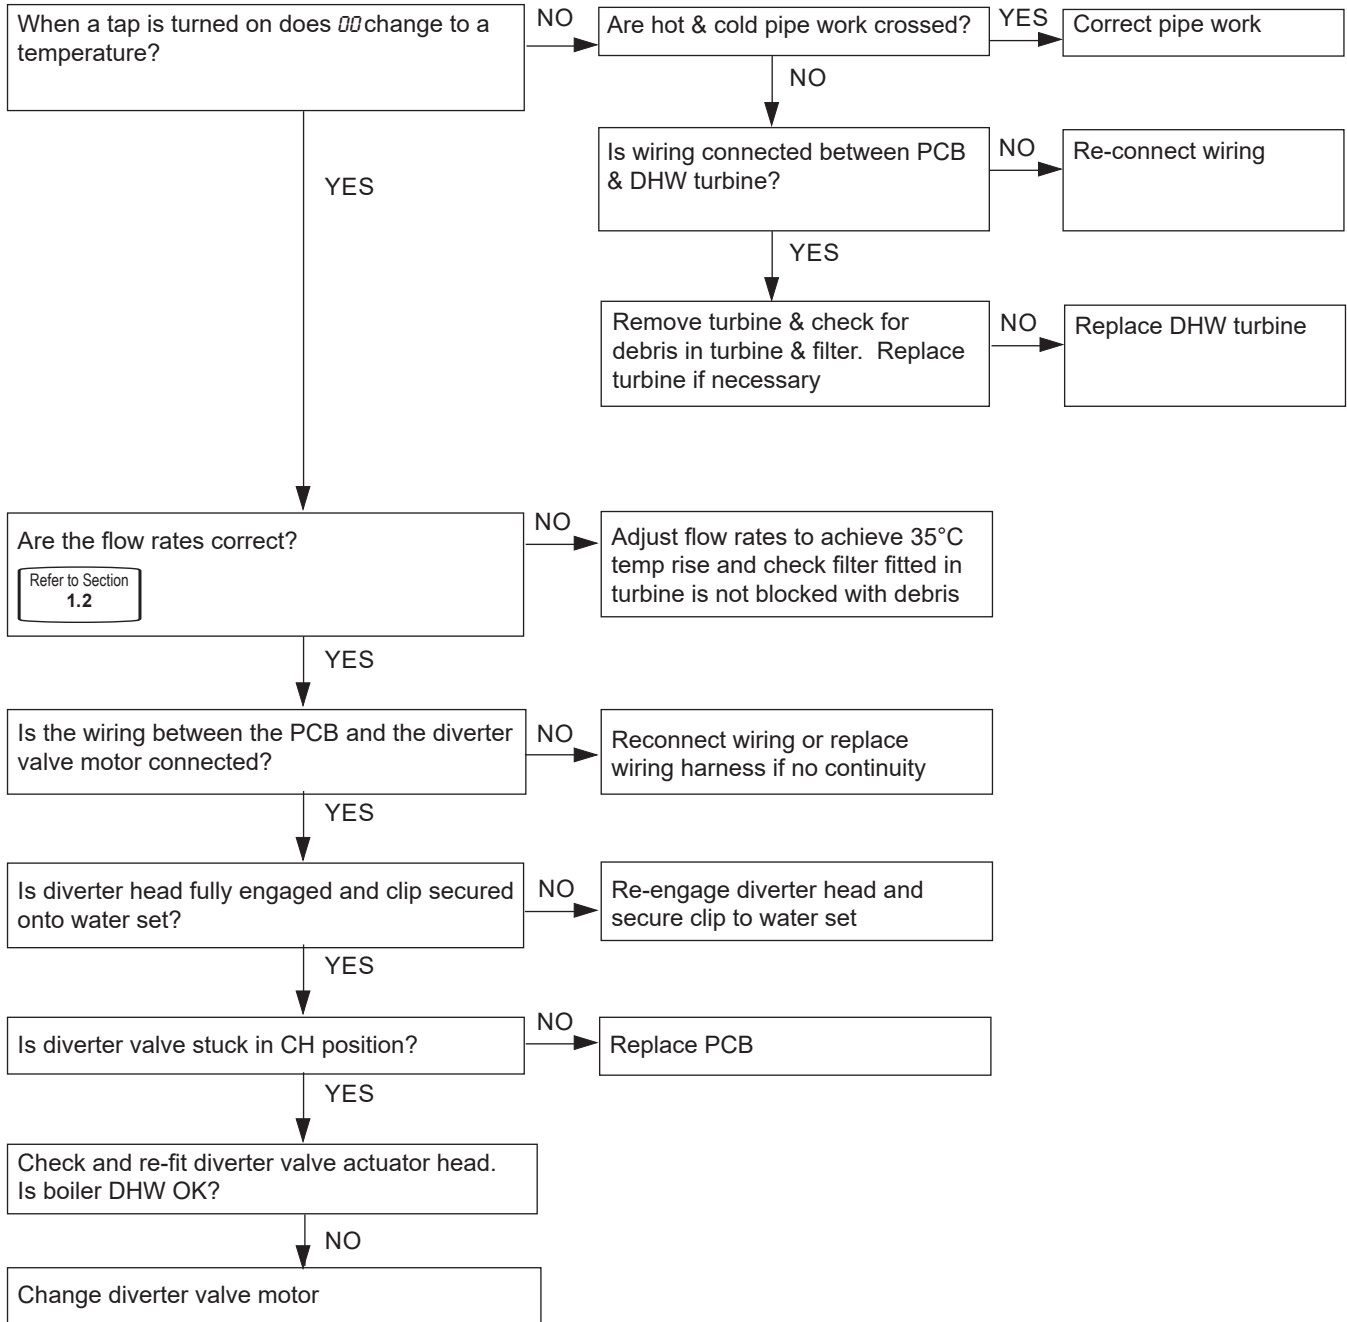 When a tap is turned on does 00 change to a
temperature?
NO
Are hot & cold pipe work crossed?
YES
Correct pipe work
NO
YES
Is wiring connected between PCB
& DHW turbine?
NO
Re-connect wiring
YES
Remove turbine & check for
debris in turbine & filter. Replace
turbine if necessary
NO
Replace DHW turbine
Are the flow rates correct?
Refer to Section
1.2
NO
Adjust flow rates to achieve 35°C
temp rise and check filter fitted in
turbine is not blocked with debris
YES
Is the wiring between the PCB and the diverter
valve motor connected?
NO
Reconnect wiring or replace
wiring harness if no continuity
YES
Is diverter head fully engaged and clip secured
onto water set?
NO
Re-engage diverter head and
secure clip to water set
YES
Is diverter valve stuck in CH position?
NO
Replace PCB
YES
Check and re-fit diverter valve actuator head.
Is boiler DHW OK?
NO
Change diverter valve motor